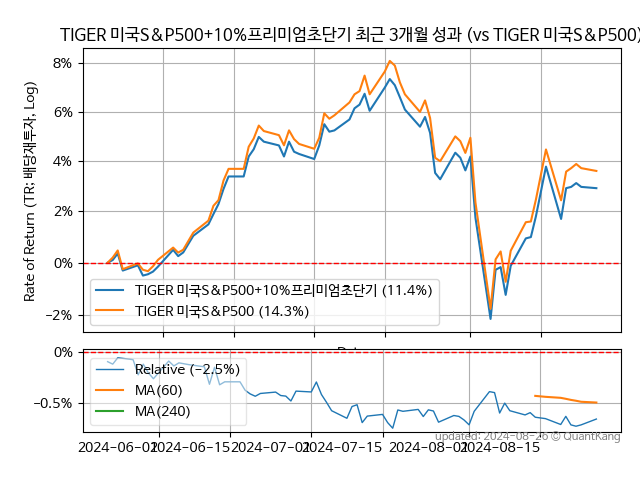 TIGER 미국S&P500+10%프리미엄초단기 최근 3개월 성과 (vs TIGER 미국S&P500)
Rate of Return (TR: 배당재투자, Log)
8%
6%
4%
2%
0%
−2%
TIGER 미국S&P500+10%프리미엄초단기 (11.4%)
TIGER 미국S&P500 (14.3%)
0%
−0.5%
Relative (−2.5%)
MA(60)
MA(240)
updated: 2024-08-26 © QuantKang
2024-06-01
2024-06-15
2024-07-01
2024-07-15
2024-08-01
2024-08-15